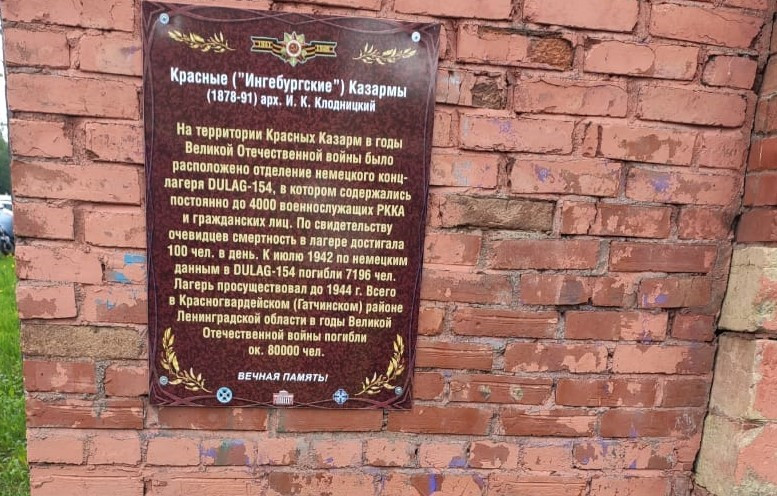 Красные ("Ингебургские") Казармы
(1878-91) арх. И. К. Клодницкий
На территории Красных Казарм в годы
Великой Отечественной войны было
расположено отделение немецкого конц-
лагеря DULAG-154, в котором содержались
постоянно до 4000 военнослужащих РККА
и гражданских лиц. По свидетельству
очевидцев смертность в лагере достигала
100 чел. в день. К июлю 1942 по немецким
данным в DULAG-154 погибли 7196 чел.
Лагерь просуществовал до 1944 г. Всего
в Красногвардейском (Гатчинском) районе
Ленинградской области в годы Великой
Отечественной войны погибли
ок. 80000 чел.
ВЕЧНАЯ ПАМЯТЬ!